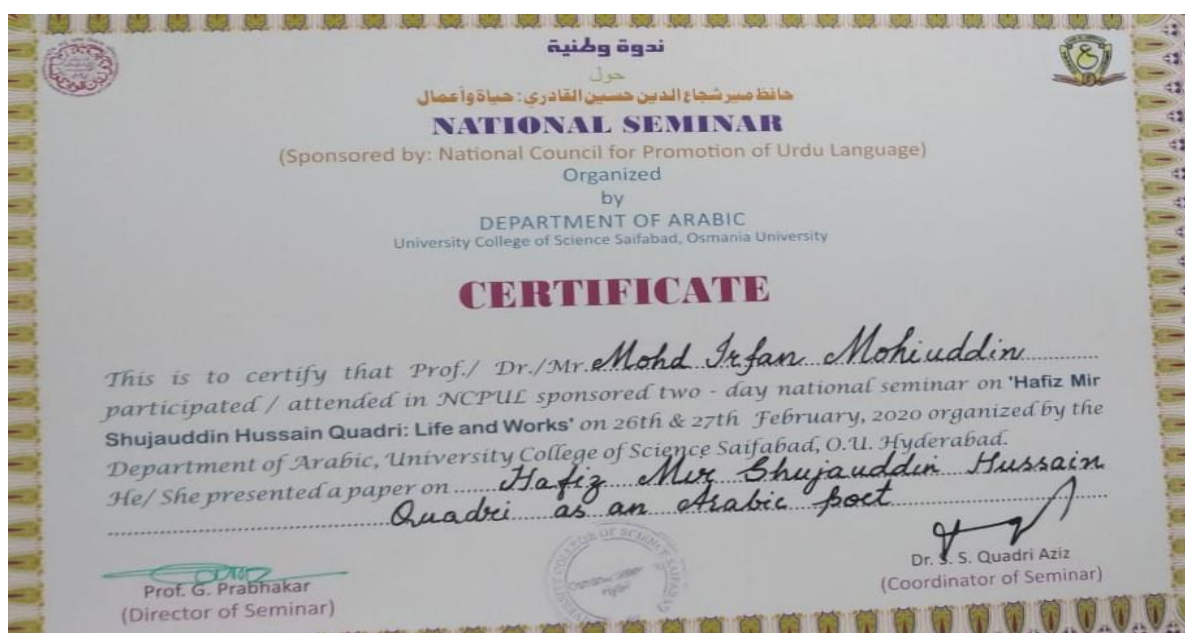 ندوة وطنية
حول
حافظ مير شجاع الدين حسين القادري: حياة وأعمال
NATIONAL SEMINAR
(Sponsored by: National Council for Promotion of Urdu Language)
Organized
by
DEPARTMENT OF ARABIC
University College of Science Saifabad, Osmania University
CERTIFICATE
This is to certify that Prof./ Dr./Mr. Mohd Irfan Mohiuddin
participated / attended in NCPUL sponsored two - day national seminar on 'Hafiz Mir
Shujauddin Hussain Quadri: Life and Works' on 26th & 27th February, 2020 organized by the
Department of Arabic, University College of Science Saifabad, O.U. Hyderabad.
He/ She presented a paper on ...... Hafiz Mir Shujauddin Hussain
Quadri as an Arabic poet
Prof. G. Prabhakar
(Director of Seminar)
Dr. S. S. Quadri Aziz
(Coordinator of Seminar)